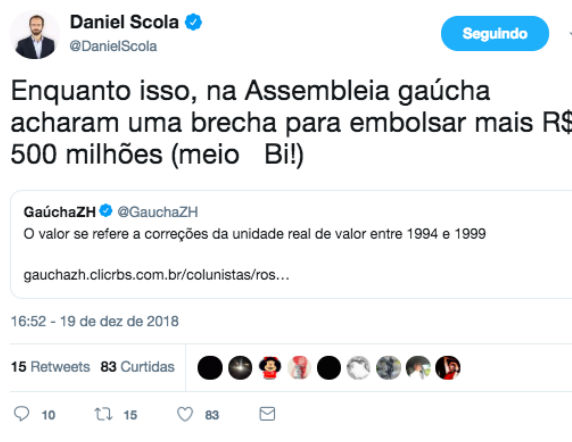 Daniel Scola
@DanielScola
Seguindo
Enquanto isso, na Assembleia gaúcha
acharam uma brecha para embolsar mais R$
500 milhões (meio Bi!)
GaúchaZH @GauchaZH
O valor se refere a correções da unidade real de valor entre 1994 e 1999
gauchazh.clicrbs.com.br/colunistas/ros...
16:52 - 19 de dez de 2018
15 Retweets 83 Curtidas
10 15 83